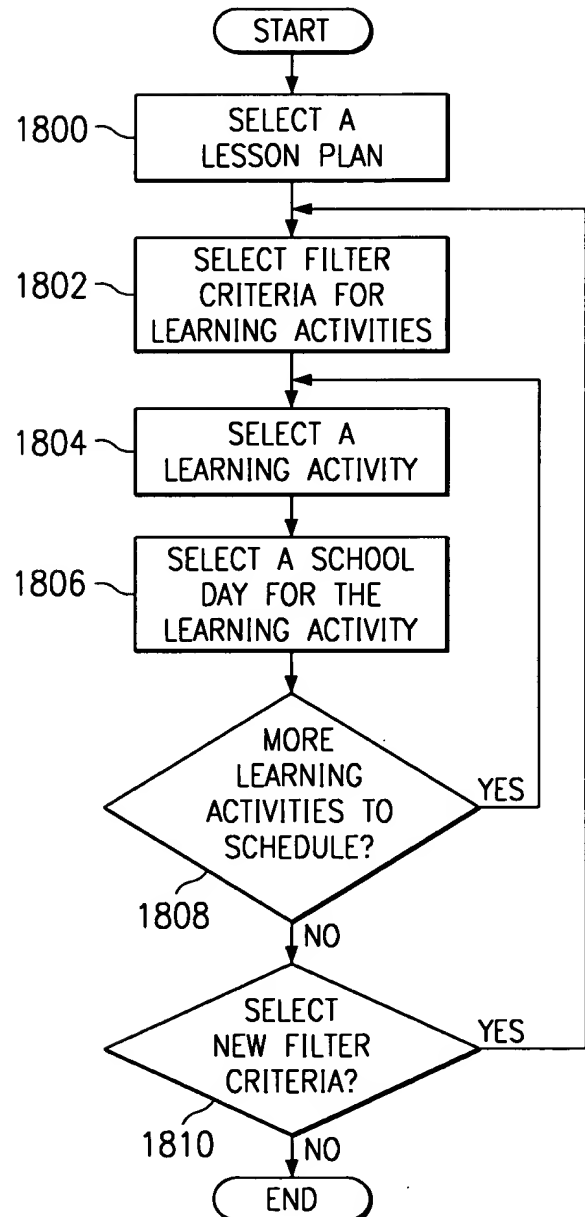 START
1800
SELECT A
LESSON PLAN
1802
SELECT FILTER
CRITERIA FOR
LEARNING ACTIVITIES
1804
SELECT A
LEARNING ACTIVITY
1806
SELECT A SCHOOL
DAY FOR THE
LEARNING ACTIVITY
MORE
LEARNING
ACTIVITIES TO
SCHEDULE?
YES
1808
NO
SELECT
NEW FILTER
CRITERIA?
YES
1810
NO
END